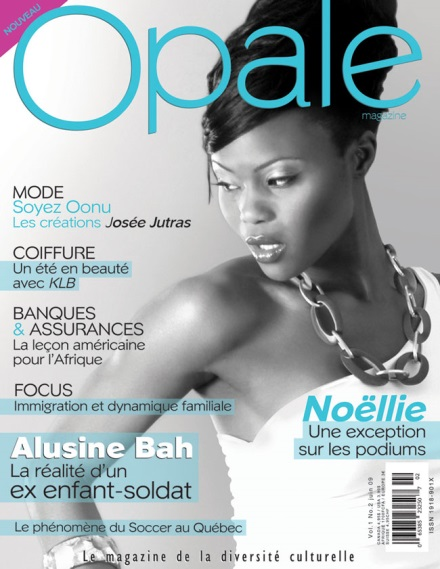 NOUVEAU
Opale
magazine
MODE
Soyez Oonu
Les créations Josée Jutras
COIFFURE
Un été en beauté
avec KLB
BANQUES
& ASSURANCES
La leçon américaine
pour l'Afrique
FOCUS
Immigration et dynamique familiale
Noëllie
Une exception
sur les podiums
Alusine Bah
La réalité d'un
ex enfant-soldat
Le phénomène du Soccer au Québec
Vol.1 No.2 juin 09
ISSN 1918-901X
02
Le magazine de la diversité culturelle